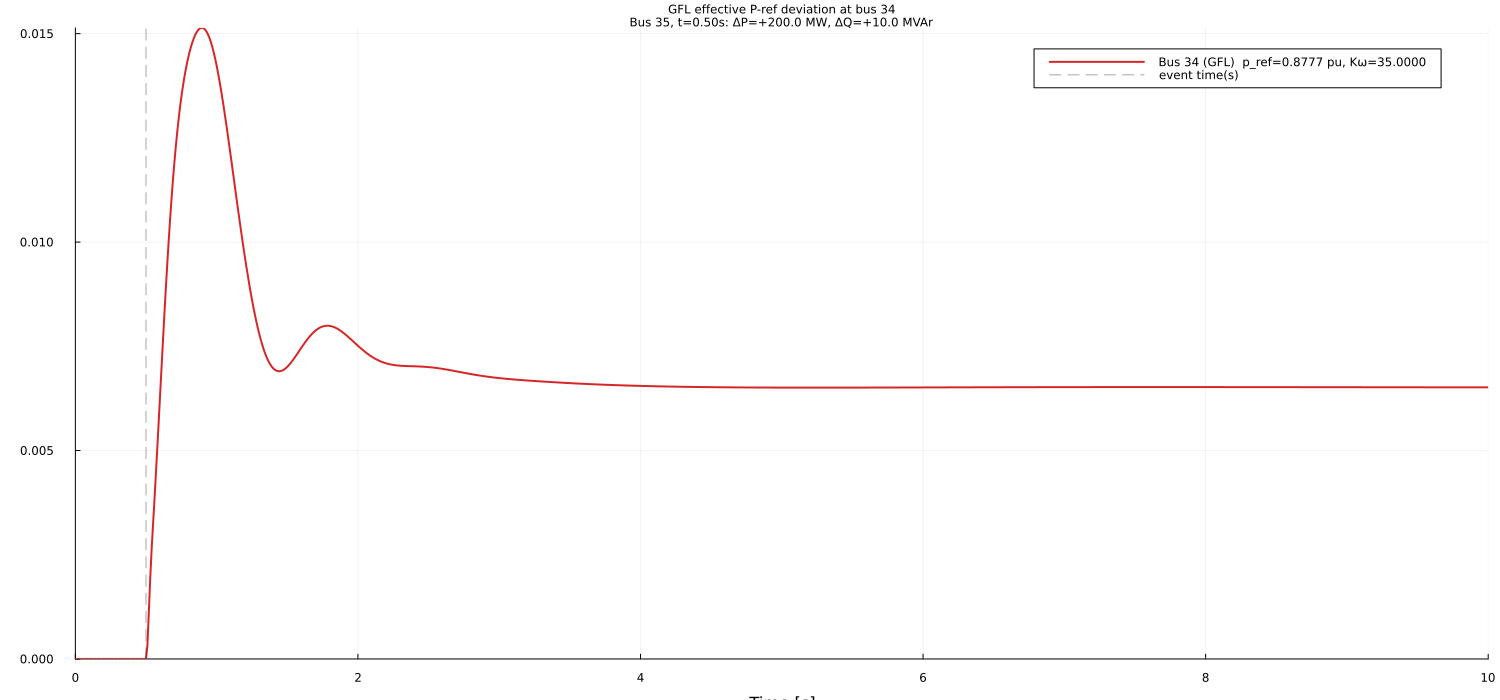 GFL effective P-ref deviation at bus 34
Bus 35, t=0.50s: ΔP=+200.0 MW, ΔQ=+10.0 MVAr
0.015
Bus 34 (GFL)  p_ref=0.8777 pu, Kω=35.0000
event time(s)
0.010
0.005
0.000
0 2 4 6 8 10
Time [s]